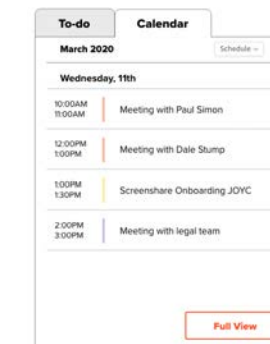 To-do
Calendar
March 2020
Schedule
Wednesday, 11th
10:00AM
11:00AM
Meeting with Paul Simon
12:00PM
1:00PM
Meeting with Dale Stump
1:00PM
1:30PM
Screenshare Onboarding JOYC
2:00PM
3:00PM
Meeting with legal team
Full View